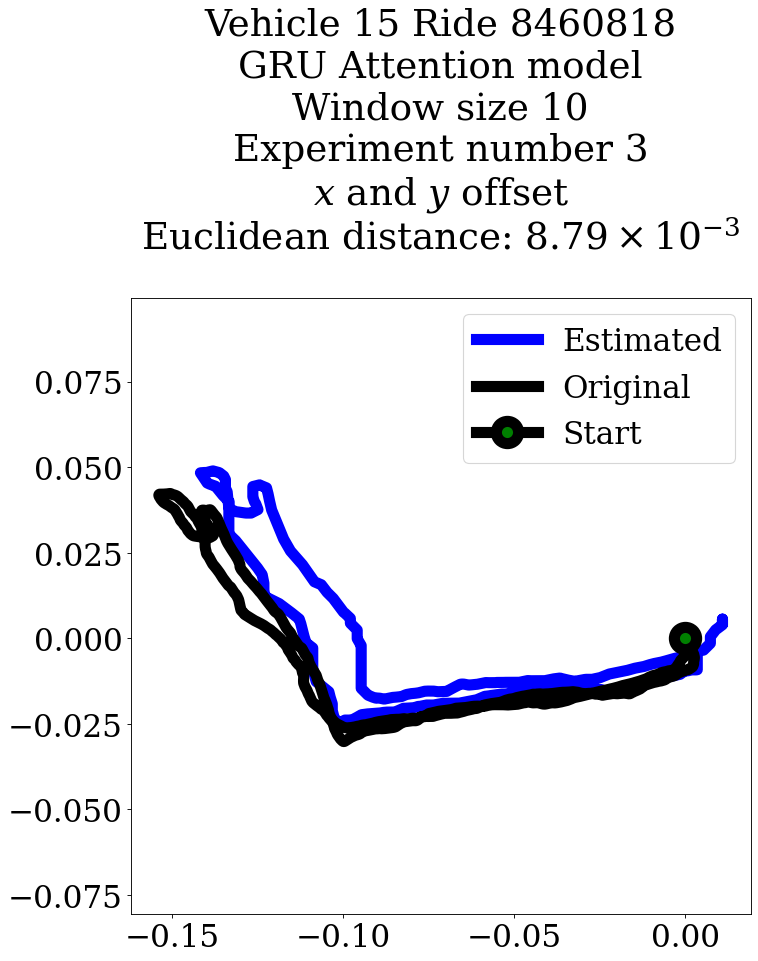 Vehicle 15 Ride 8460818
GRU Attention model
Window size 10
Experiment number 3
x and y offset
Euclidean distance: 8.79 × 10⁻³
Estimated
Original
Start
0.075
0.050
0.025
0.000
−0.025
−0.050
−0.075
−0.15
−0.10
−0.05
0.00